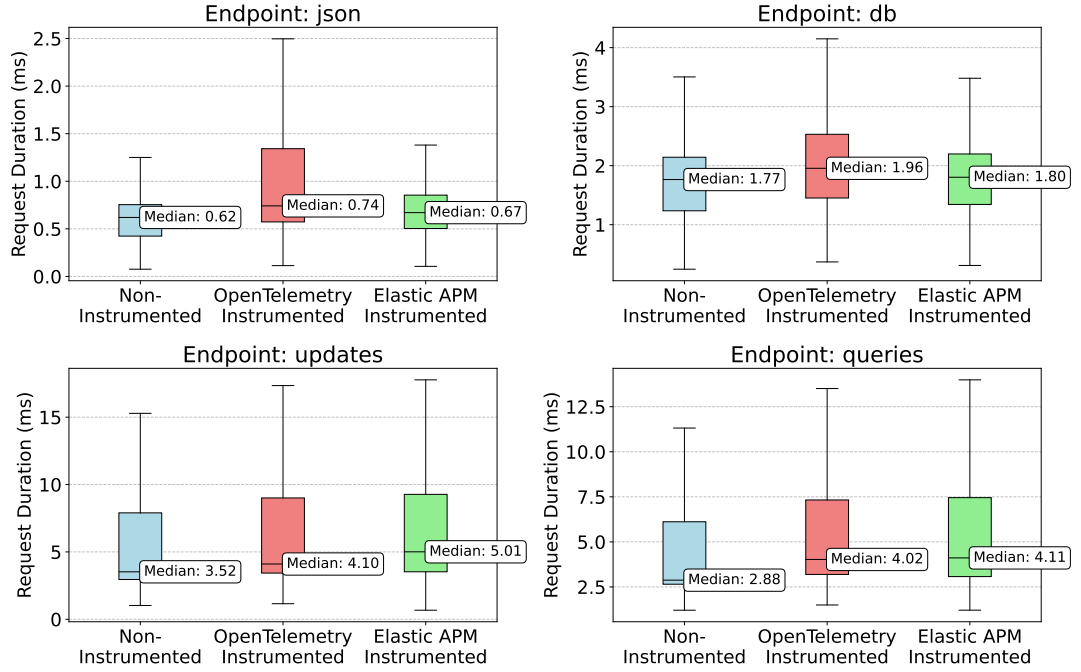 Endpoint: json
Request Duration (ms)
2.5
2.0
1.5
1.0
0.5
0.0
Median: 0.62
Median: 0.74
Median: 0.67
Non-
Instrumented
OpenTelemetry
Instrumented
Elastic APM
Instrumented
Endpoint: db
Request Duration (ms)
4
3
2
1
Median: 1.77
Median: 1.96
Median: 1.80
Non-
Instrumented
OpenTelemetry
Instrumented
Elastic APM
Instrumented
Endpoint: updates
Request Duration (ms)
15
10
5
0
Median: 3.52
Median: 4.10
Median: 5.01
Non-
Instrumented
OpenTelemetry
Instrumented
Elastic APM
Instrumented
Endpoint: queries
Request Duration (ms)
12.5
10.0
7.5
5.0
2.5
Median: 2.88
Median: 4.02
Median: 4.11
Non-
Instrumented
OpenTelemetry
Instrumented
Elastic APM
Instrumented